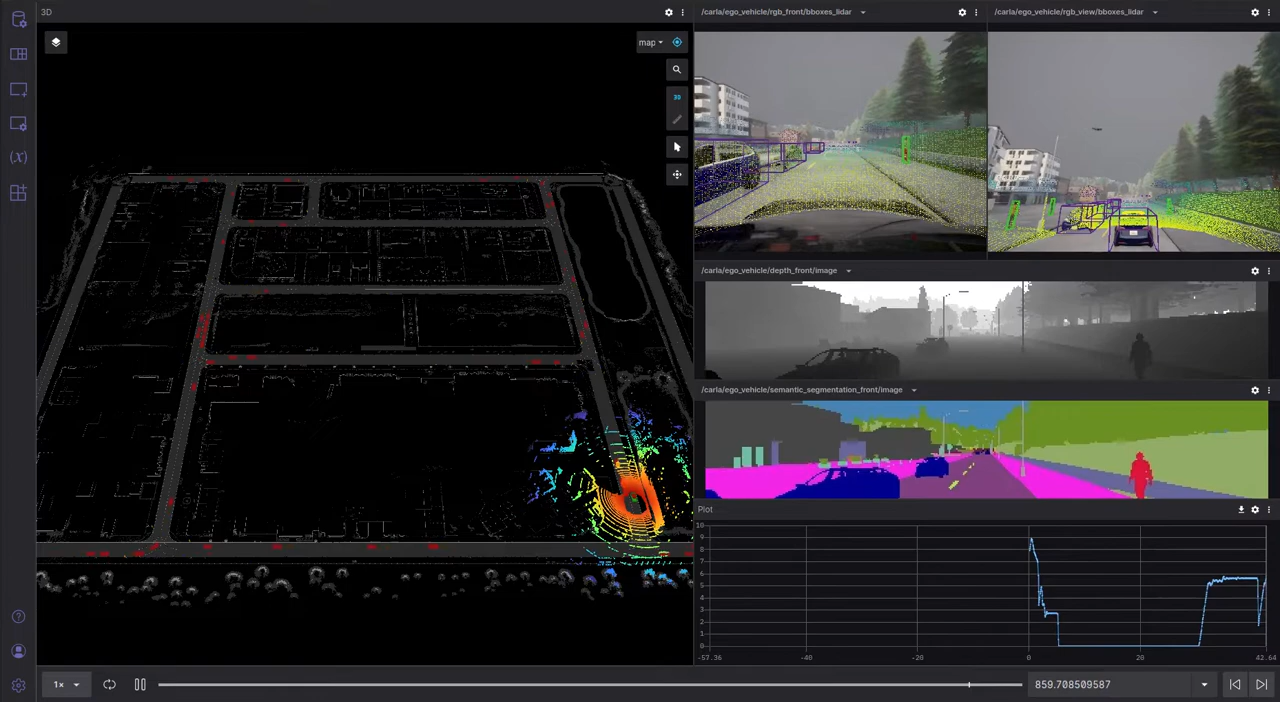 3D
map
3D
/carla/ego_vehicle/rgb_front/bboxes_lidar
/carla/ego_vehicle/rgb_view/bboxes_lidar
/carla/ego_vehicle/depth_front/image
/carla/ego_vehicle/semantic_segmentation_front/image
Plot
10
9
8
7
6
5
4
3
2
1
0
-57.36
-40
-20
0
20
42.64
(x)
?
1×
859.708509587